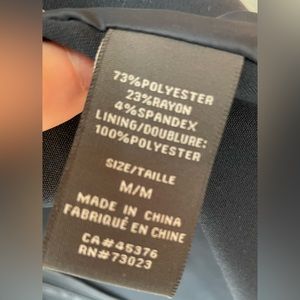 73%POLYESTER
23%RAYON
4%SPANDEX
LINING/DOUBLURE:
100%POLYESTER
SIZE/TAILLE
M/M
MADE IN CHINA
FABRIQUÉ EN CHINE
CA#45376
RN#73023